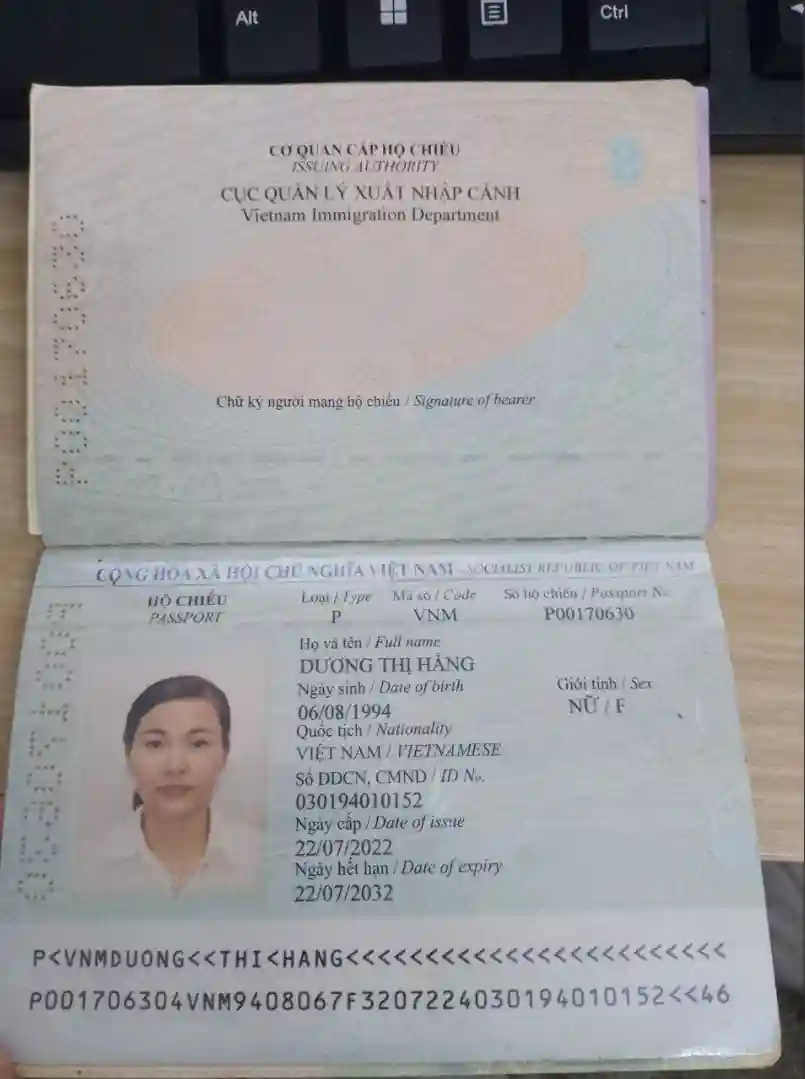 Alt
Ctrl
CƠ QUAN CẤP HỘ CHIẾU
ISSUING AUTHORITY
CỤC QUẢN LÝ XUẤT NHẬP CẢNH
Vietnam Immigration Department
P00170630
Chữ ký người mang hộ chiếu / Signature of bearer
CỘNG HÒA XÃ HỘI CHỦ NGHĨA VIỆT NAM - SOCIALIST REPUBLIC OF VIET NAM
HỘ CHIẾU
PASSPORT
Loại / Type
Mã số / Code
Số hộ chiếu / Passport No.
P
VNM
P00170630
Họ và tên / Full name
DƯƠNG THỊ HẰNG
Ngày sinh / Date of birth
Giới tính / Sex
06/08/1994
NỮ / F
Quốc tịch / Nationality
VIỆT NAM / VIETNAMESE
Số ĐDCN, CMND / ID No.
030194010152
Ngày cấp / Date of issue
22/07/2022
Ngày hết hạn / Date of expiry
22/07/2032
P<VNMDUONG<<THI<HANG<<<<<<<<<<<<<<<<<<<<<<<<
P001706304VNM9408067F3207224030194010152<<46